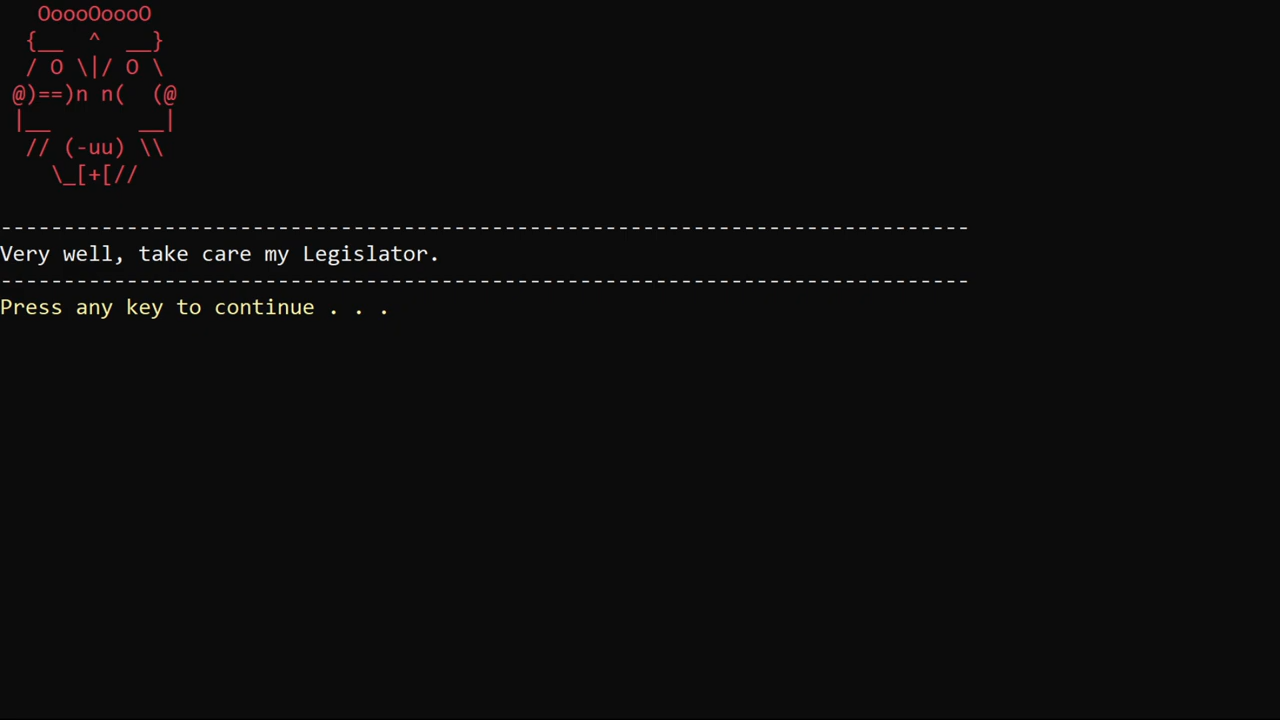 OoooOoooO
  {__  ^  __}
  / O \|/ O \
 @)==)n n(  (@
 |__       __|
  // (-uu) \\
    \_[+[//
-----------------------------------------------------------------------------
Very well, take care my Legislator.
-----------------------------------------------------------------------------
Press any key to continue . . .